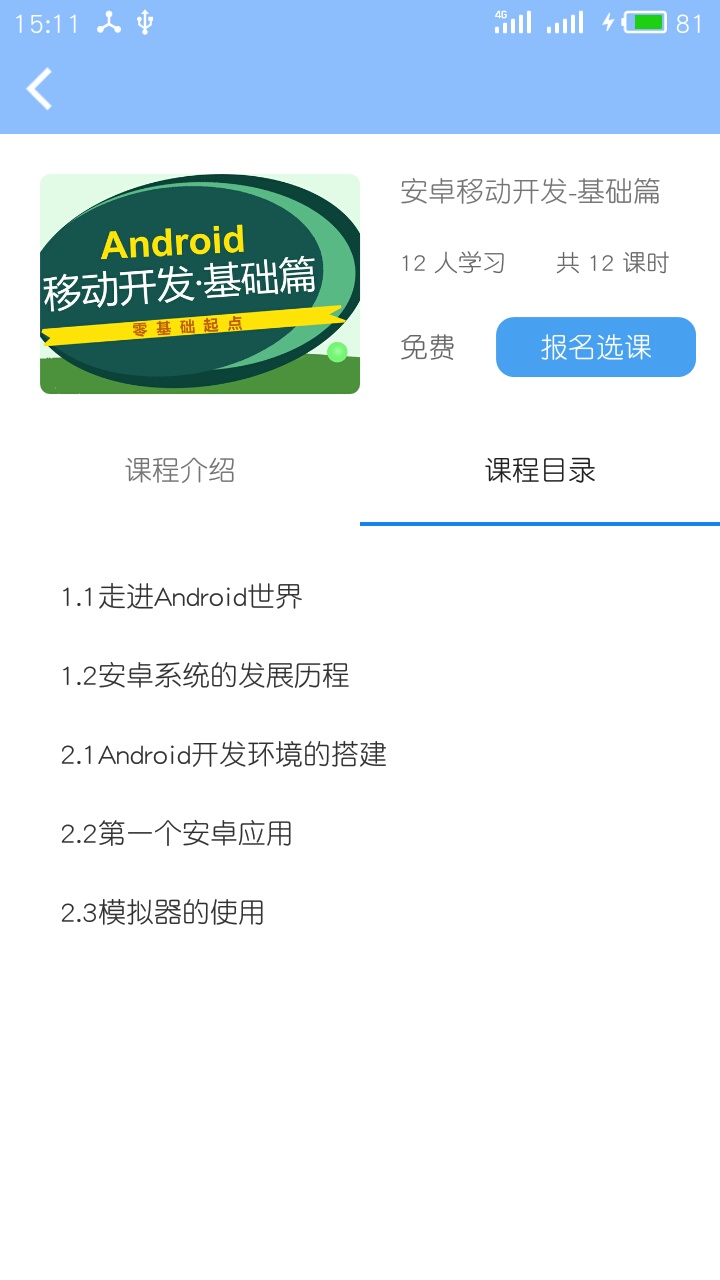 15:11
4G
81
Android
移动开发·基础篇
零基础起点
安卓移动开发-基础篇
12 人学习 共 12 课时
免费 报名选课
课程介绍 课程目录
1.1走进Android世界
1.2安卓系统的发展历程
2.1Android开发环境的搭建
2.2第一个安卓应用
2.3模拟器的使用